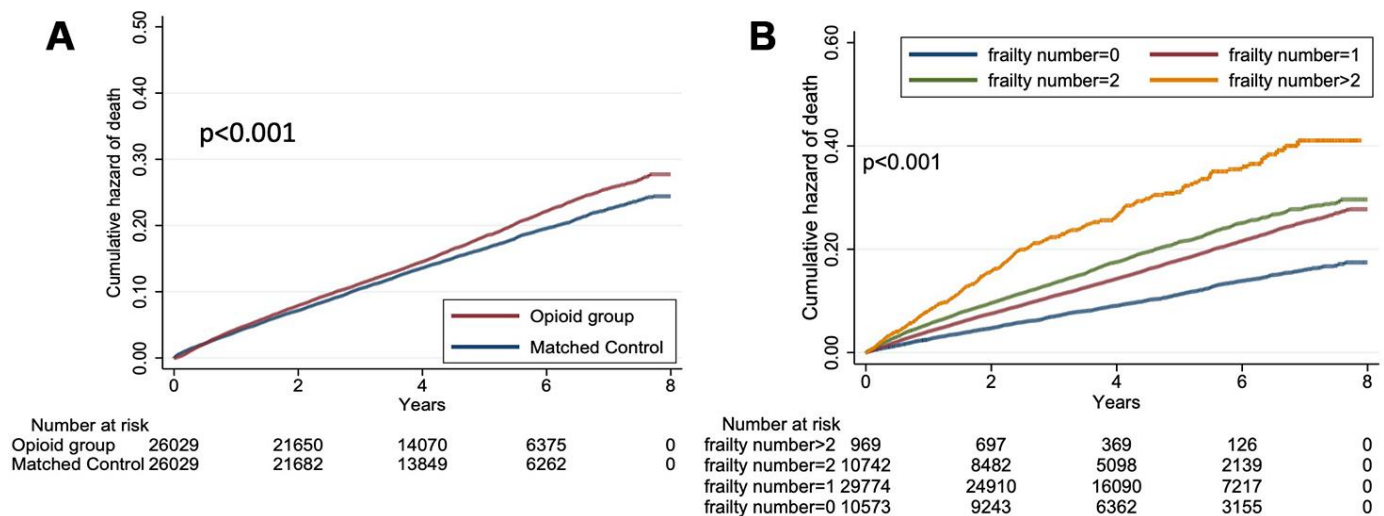 A
Cumulative hazard of death
0.50
0.40
0.30
0.20
0.10
0.00
p<0.001
Opioid group
Matched Control
0 2 4 6 8
Years
Number at risk
Opioid group 26029 21650 14070 6375 0
Matched Control 26029 21682 13849 6262 0
B
Cumulative hazard of death
0.60
0.40
0.20
0.00
frailty number=0 frailty number=1
frailty number=2 frailty number>2
p<0.001
0 2 4 6 8
Years
Number at risk
frailty number>2 969 697 369 126 0
frailty number=2 10742 8482 5098 2139 0
frailty number=1 29774 24910 16090 7217 0
frailty number=0 10573 9243 6362 3155 0